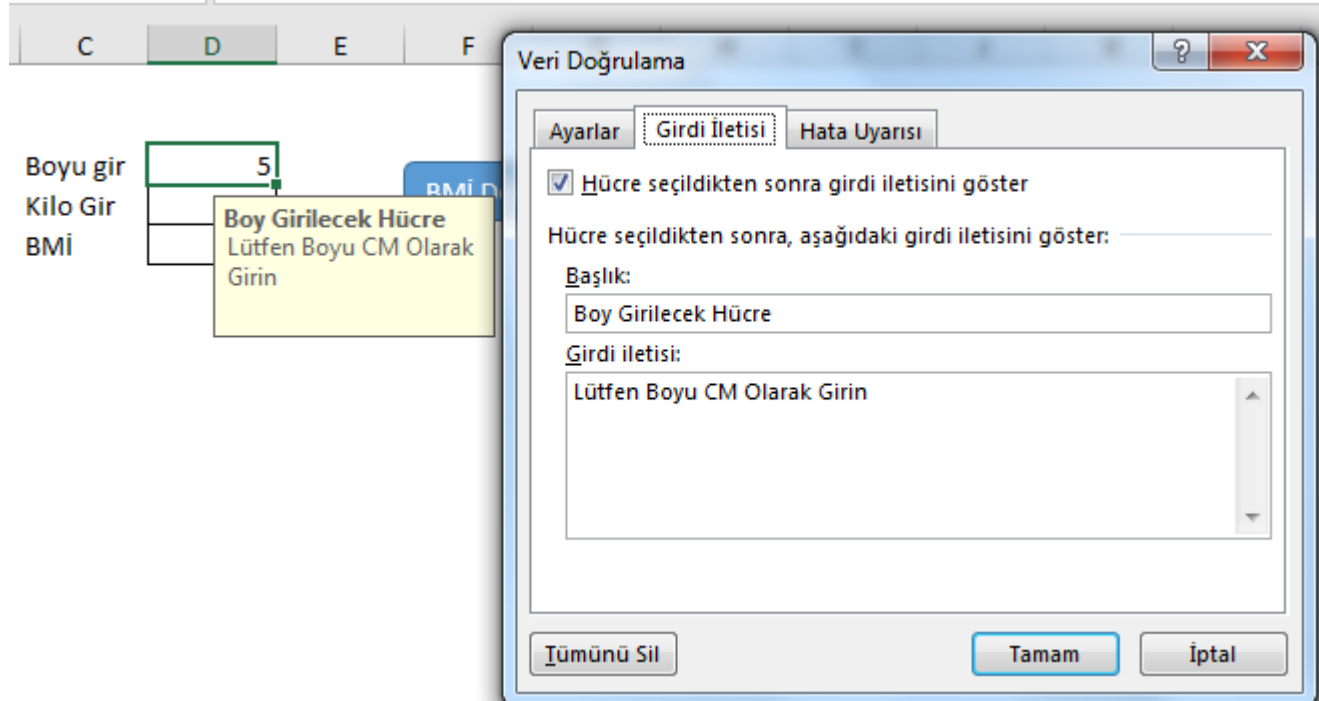 C D E F
Boyu gir 5
Kilo Gir
BMİ
BMİ
Boy Girilecek Hücre
Lütfen Boyu CM Olarak
Girin
Veri Doğrulama
Ayarlar Girdi İletisi Hata Uyarısı
Hücre seçildikten sonra girdi iletisini göster
Hücre seçildikten sonra, aşağıdaki girdi iletisini göster:
Başlık:
Boy Girilecek Hücre
Girdi iletisi:
Lütfen Boyu CM Olarak Girin
Tümünü Sil Tamam İptal